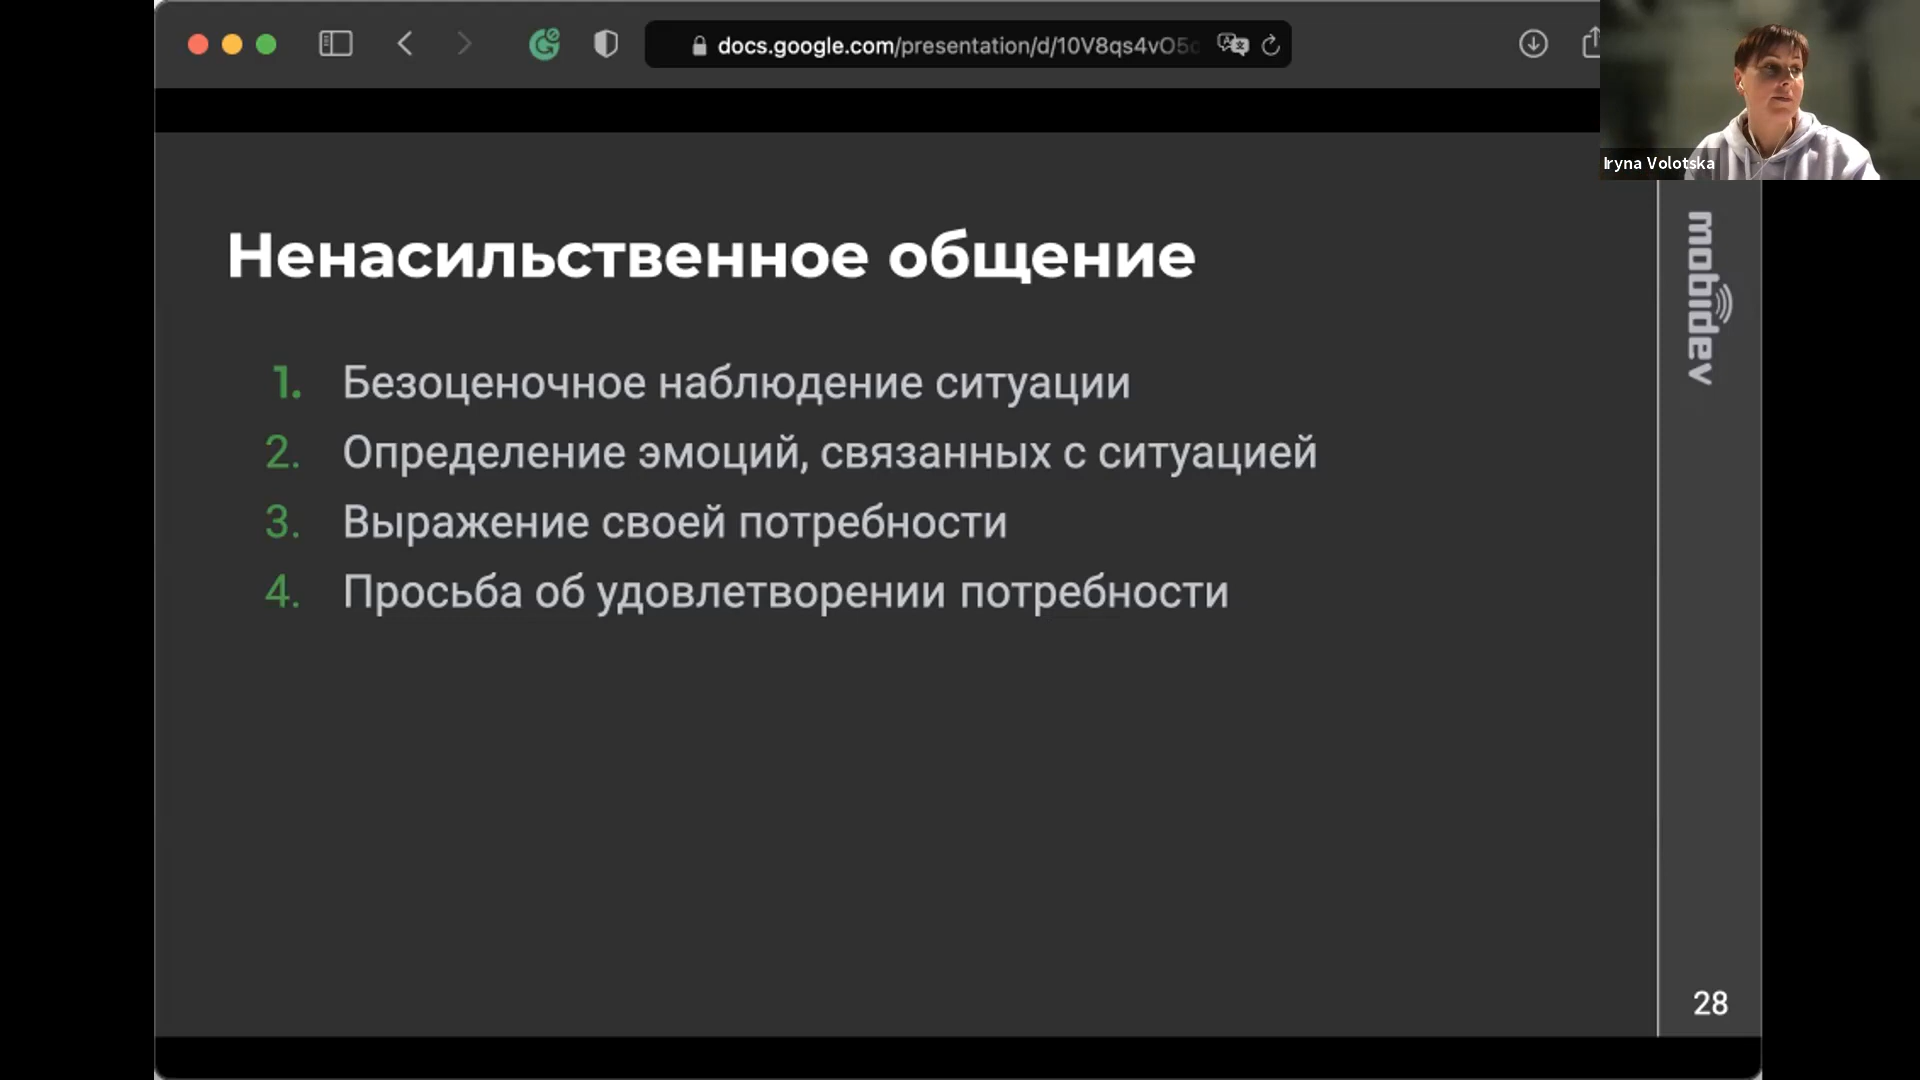 docs.google.com/presentation/d/10V8qs4vO5
Iryna Volotska
mobidev
Ненасильственное общение
1. Безоценочное наблюдение ситуации
2. Определение эмоций, связанных с ситуацией
3. Выражение своей потребности
4. Просьба об удовлетворении потребности
28